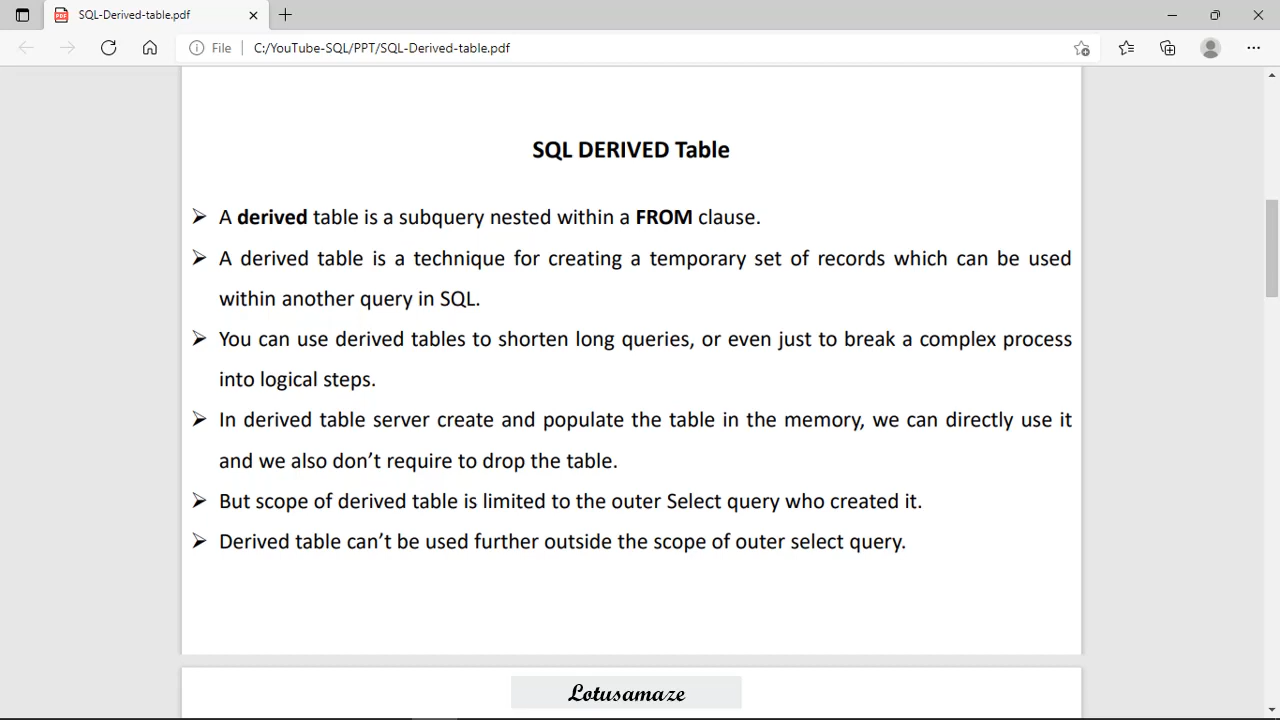 SQL-Derived-table.pdf
File
C:/YouTube-SQL/PPT/SQL-Derived-table.pdf
SQL DERIVED Table
➢ A derived table is a subquery nested within a FROM clause.
➢ A derived table is a technique for creating a temporary set of records which can be used
within another query in SQL.
➢ You can use derived tables to shorten long queries, or even just to break a complex process
into logical steps.
➢ In derived table server create and populate the table in the memory, we can directly use it
and we also don’t require to drop the table.
➢ But scope of derived table is limited to the outer Select query who created it.
➢ Derived table can’t be used further outside the scope of outer select query.
Lotusamaze